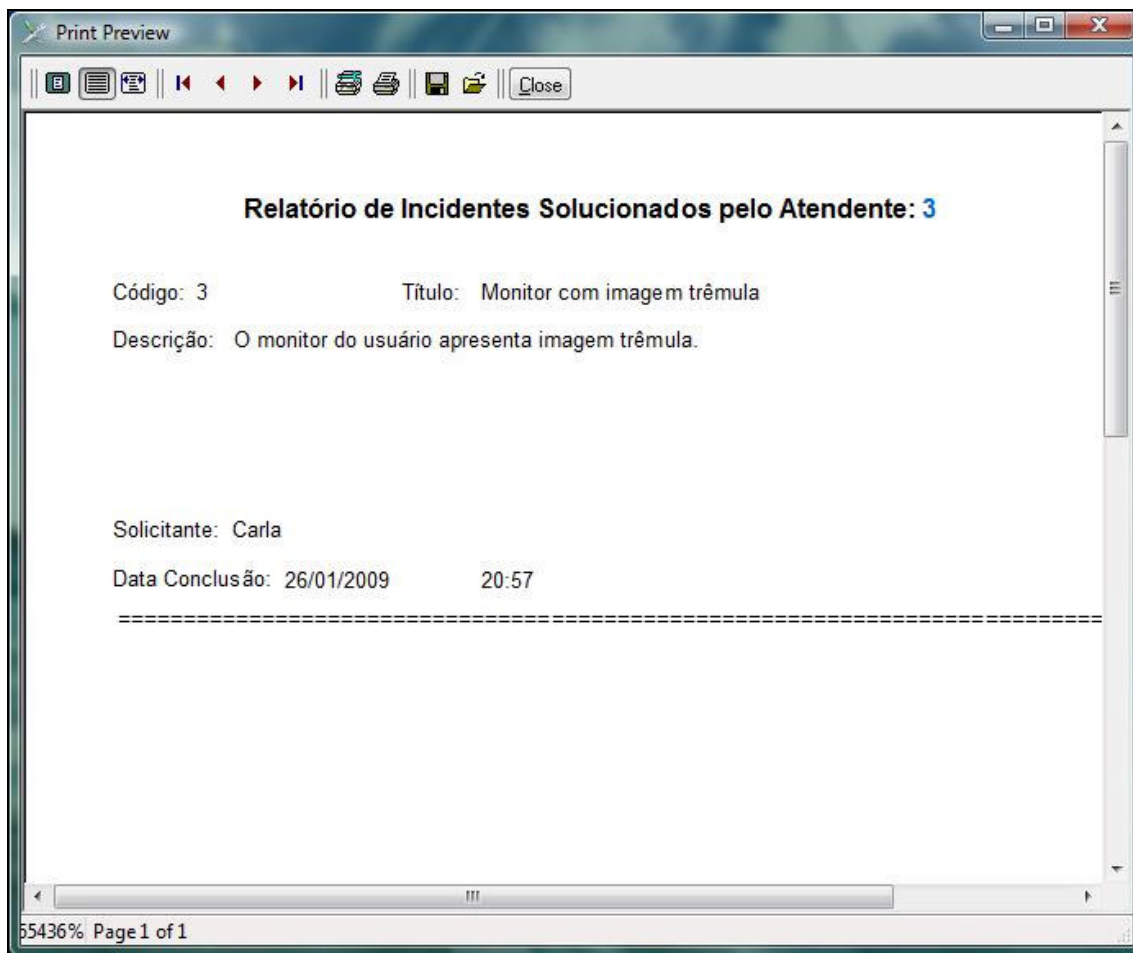 Print Preview
Close
Relatório de Incidentes Solucionados pelo Atendente: 3
Código: 3 Título: Monitor com imagem trêmula
Descrição: O monitor do usuário apresenta imagem trêmula.
Solicitante: Carla
Data Conclusão: 26/01/2009 20:57
================================================================================
55436% Page 1 of 1